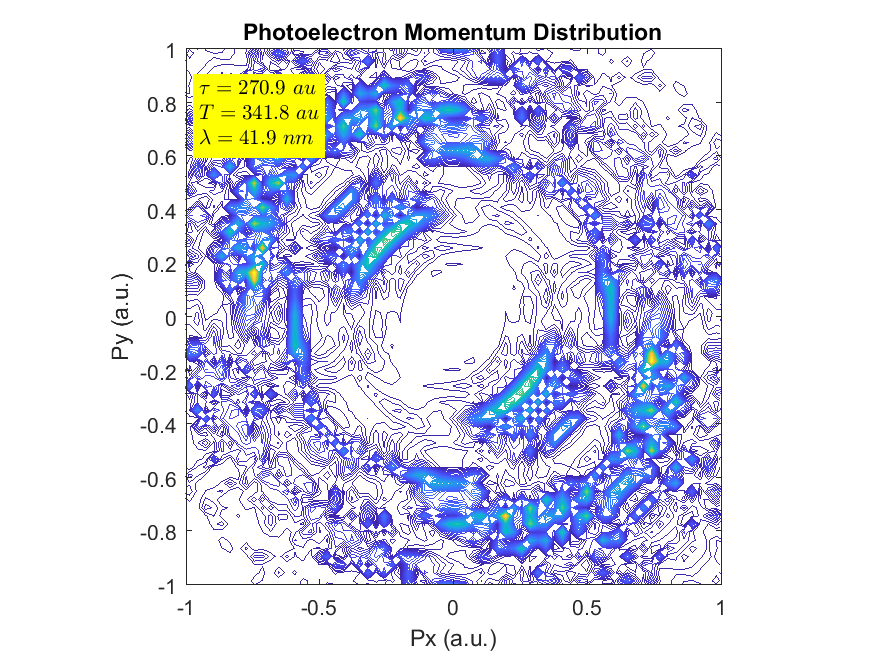 Photoelectron Momentum Distribution
τ = 270.9 au
T = 341.8 au
λ = 41.9 nm
1
0.8
0.6
0.4
0.2
0
-0.2
-0.4
-0.6
-0.8
-1
Py (a.u.)
-1 -0.5 0 0.5 1
Px (a.u.)